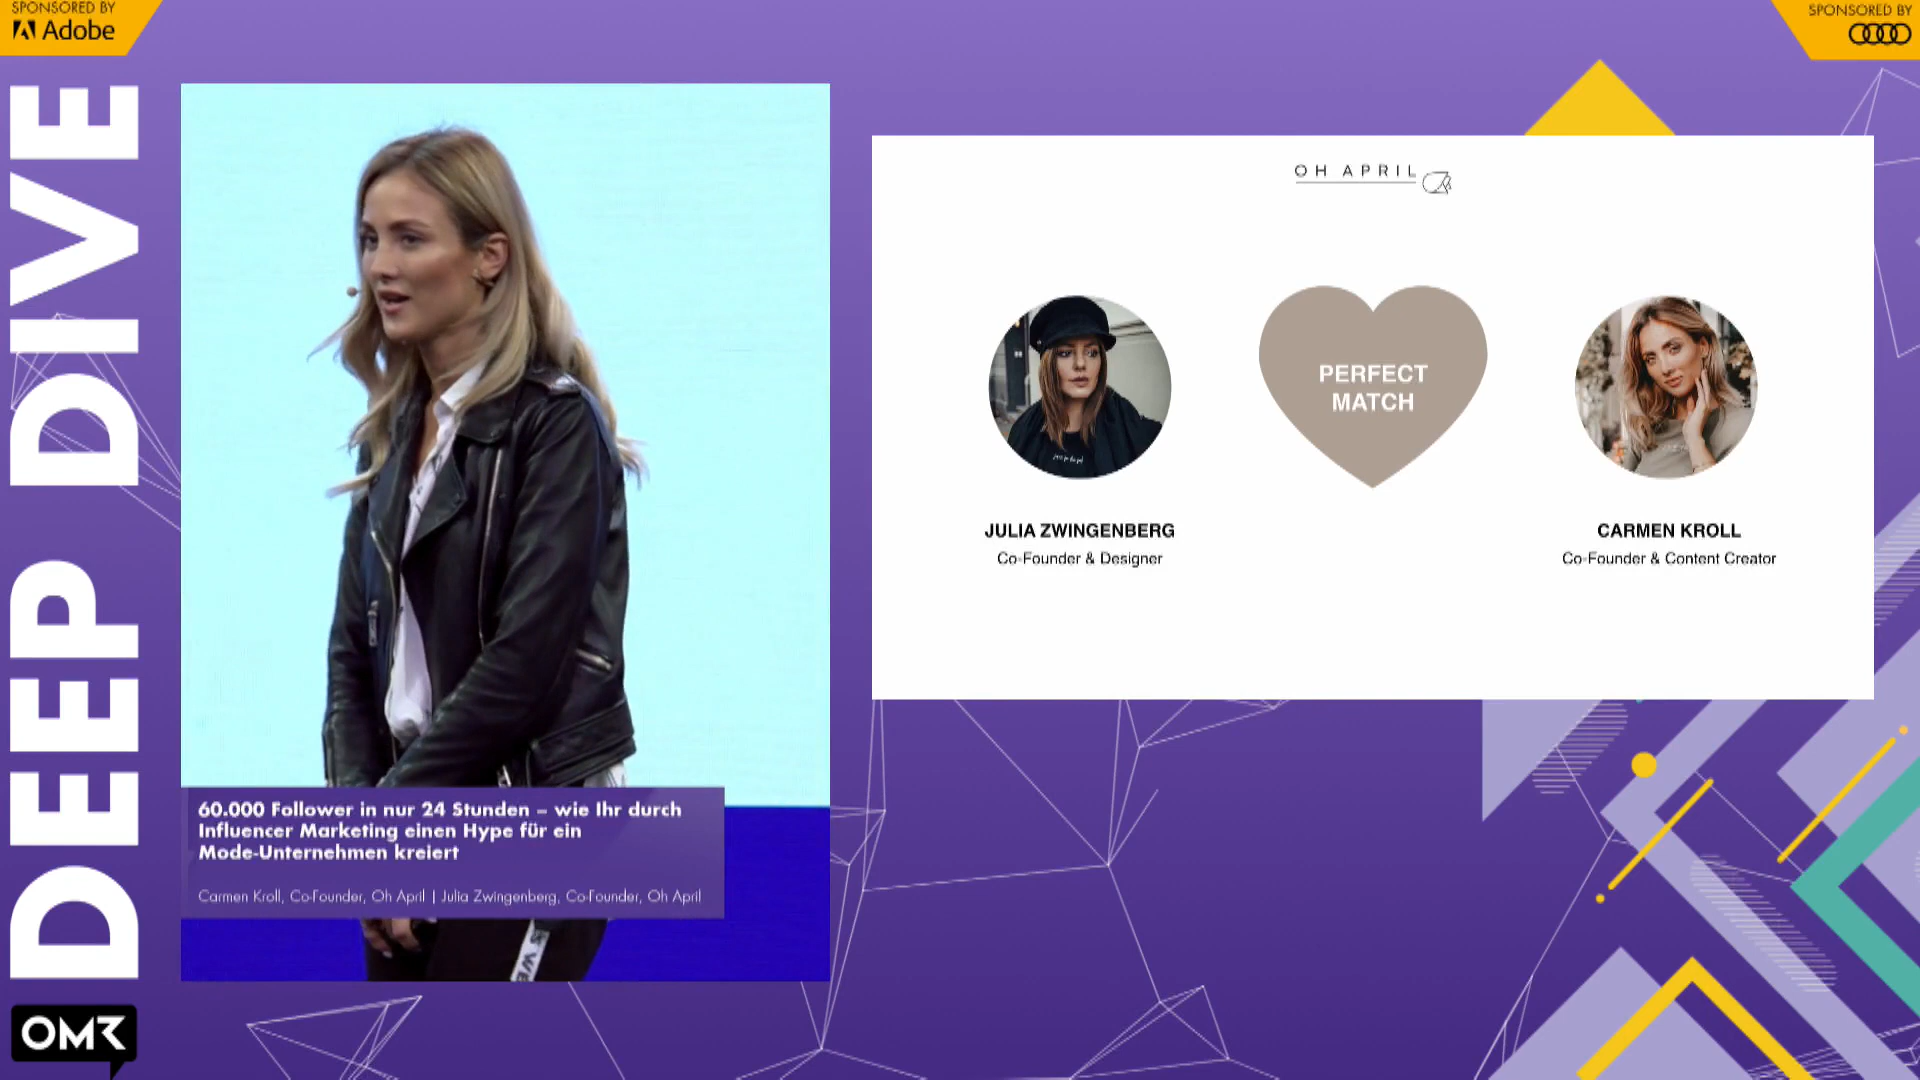 SPONSORED BY
Adobe
SPONSORED BY
DEEP DIVE
OH APRIL
PERFECT
MATCH
JULIA ZWINGENBERG
Co-Founder & Designer
CARMEN KROLL
Co-Founder & Content Creator
60.000 Follower in nur 24 Stunden – wie Ihr durch
Influencer Marketing einen Hype für ein
Mode-Unternehmen kreiert
Carmen Kroll, Co-Founder, Oh April | Julia Zwingenberg, Co-Founder, Oh April
OMR